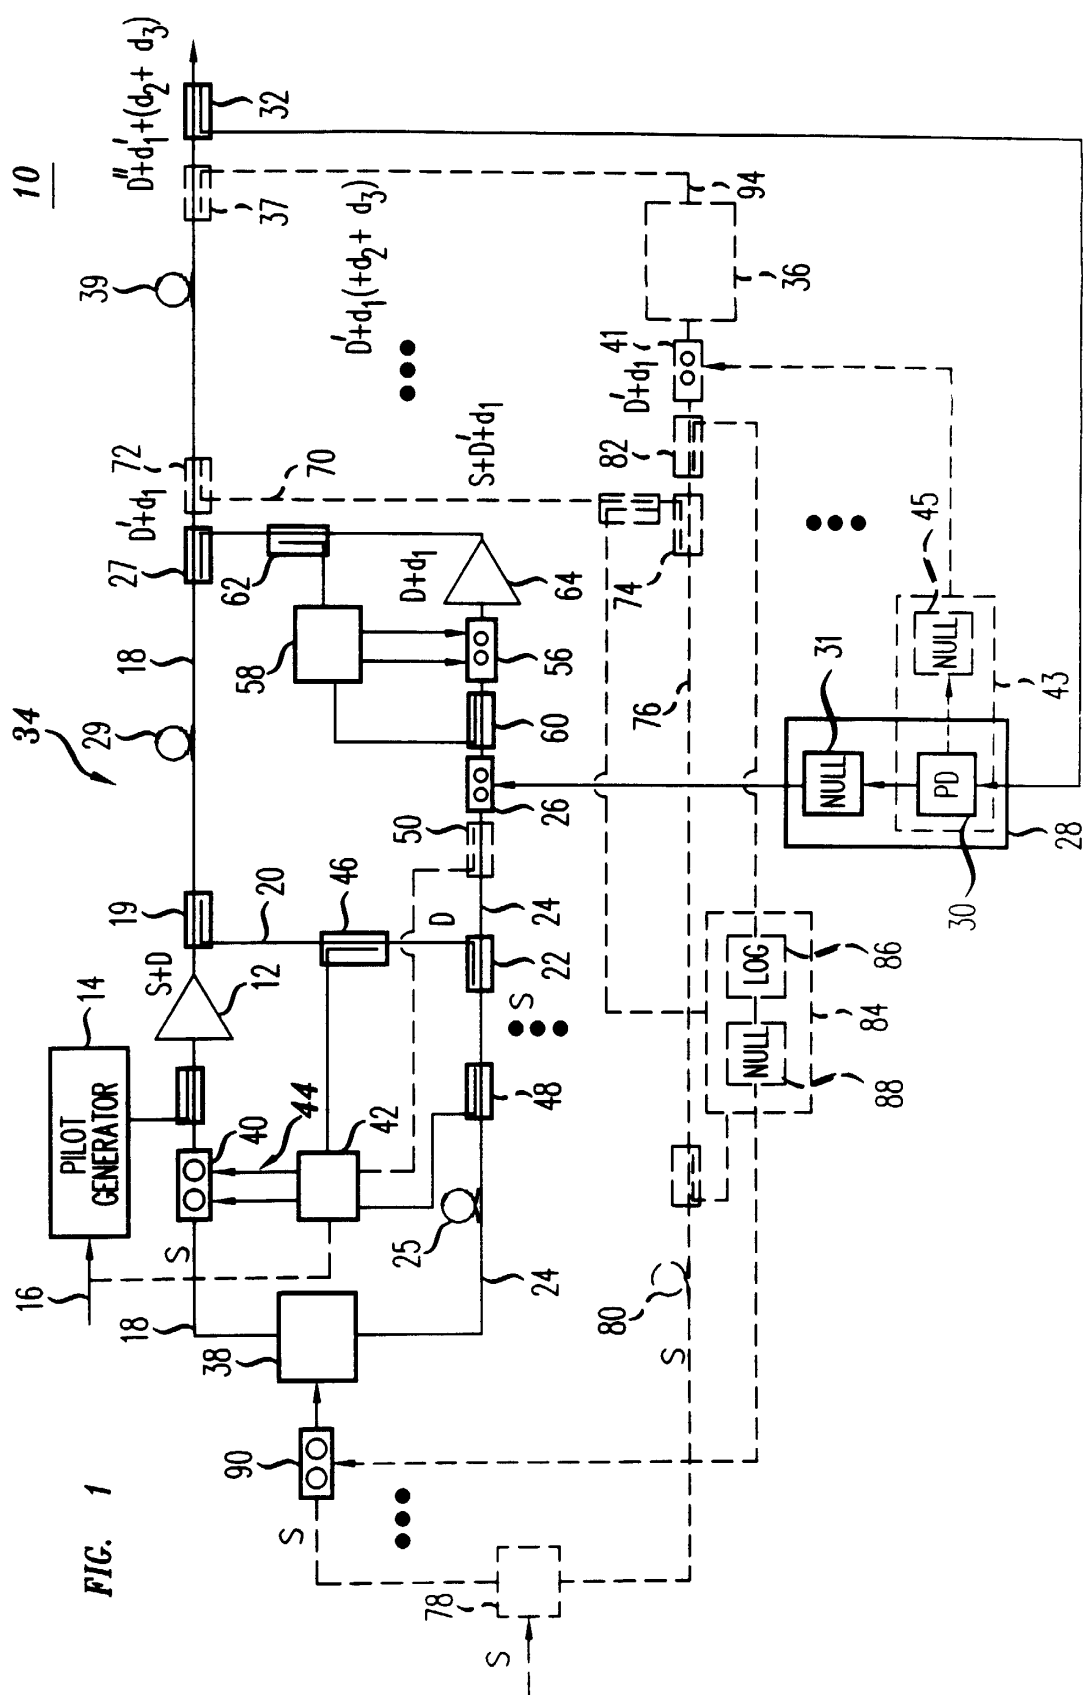 FIG. 1
10
34
D"+d'1+(d2+ d3)
32
37
39
D'+d1(+d2+ d3)
94
36
41
D'+d1
82
72
D'+d1
70
S+D'+d1
27
62
D+d1
64
74
45
NULL
18
58
56
76
31
NULL
43
29
60
26
PD
28
30
50
19
20
46
D
24
22
S
S+D
12
14
PILOT
GENERATOR
40
44
42
48
LOG
86
84
NULL
88
16
S
25
24
18
38
80
S
90
S
78
S